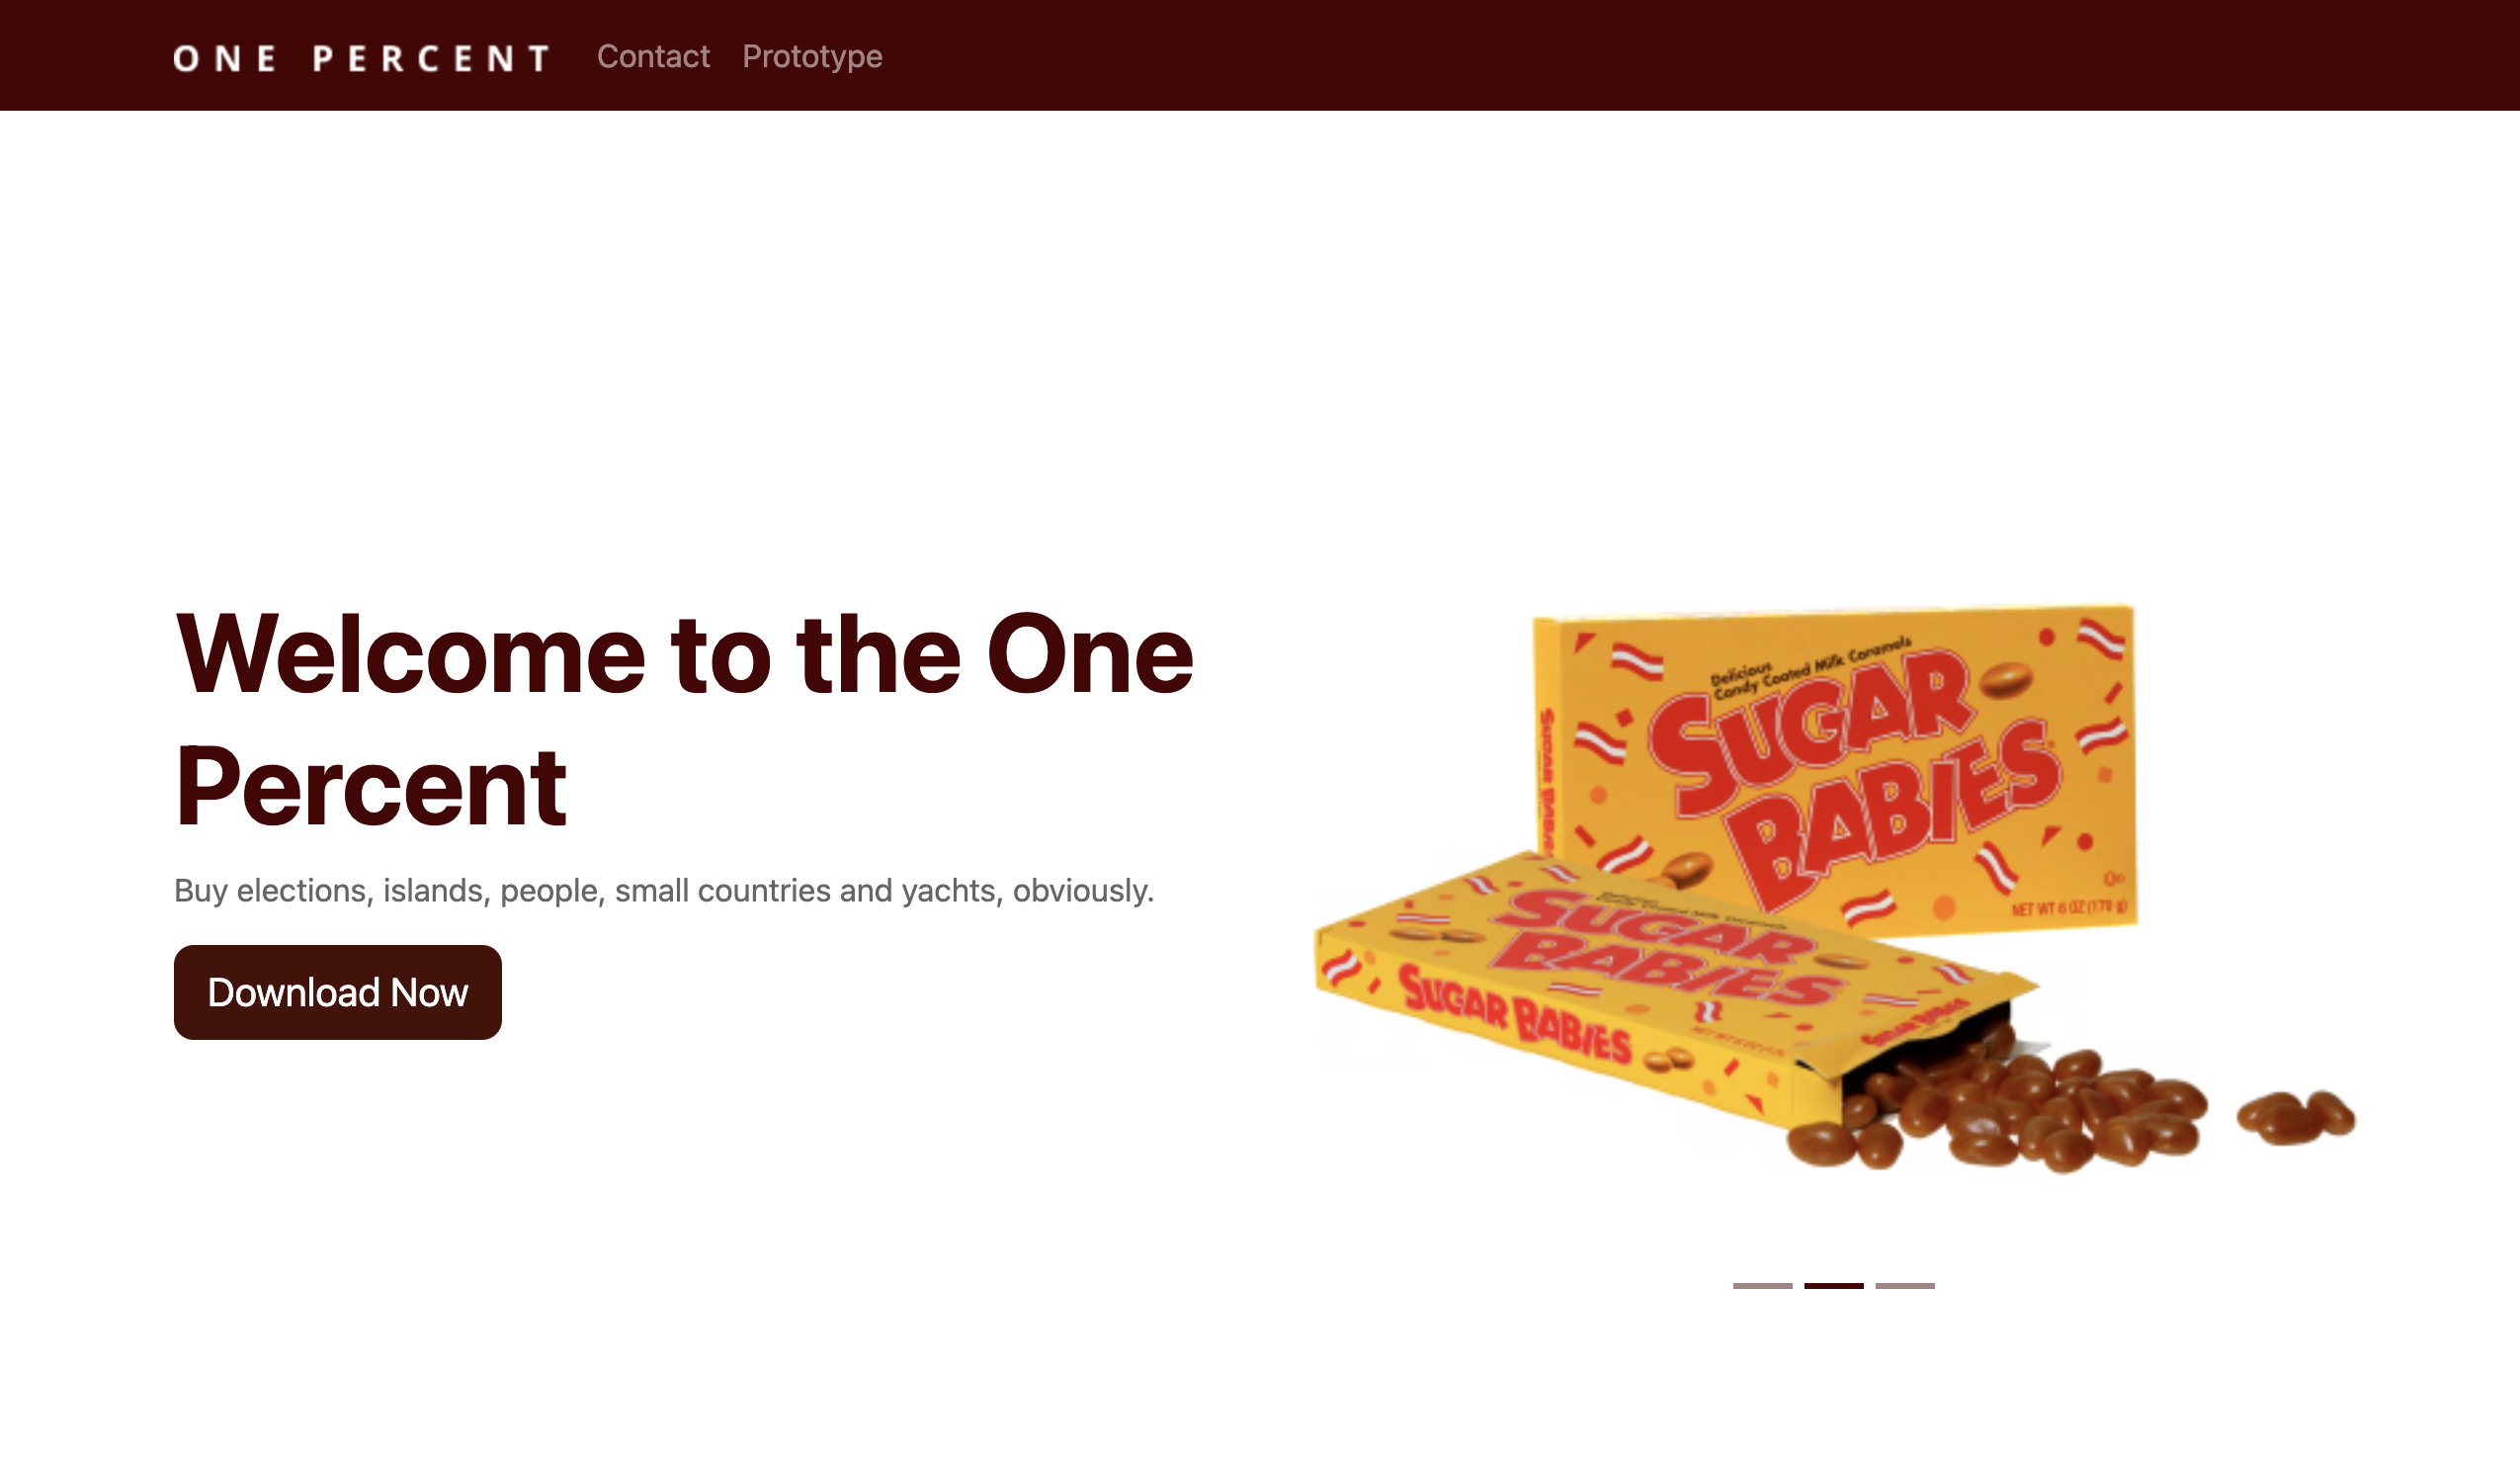 ONE PERCENT Contact Prototype
Welcome to the One
Percent
Buy elections, islands, people, small countries and yachts, obviously.
Download Now
Delicious
Candy Coated Milk Caramels
SUGAR
BABIES
SUGAR BABIES
NET WT 6 OZ (170 g)
SUGAR
BABIES
SUGAR BABIES
SUGAR BABIES